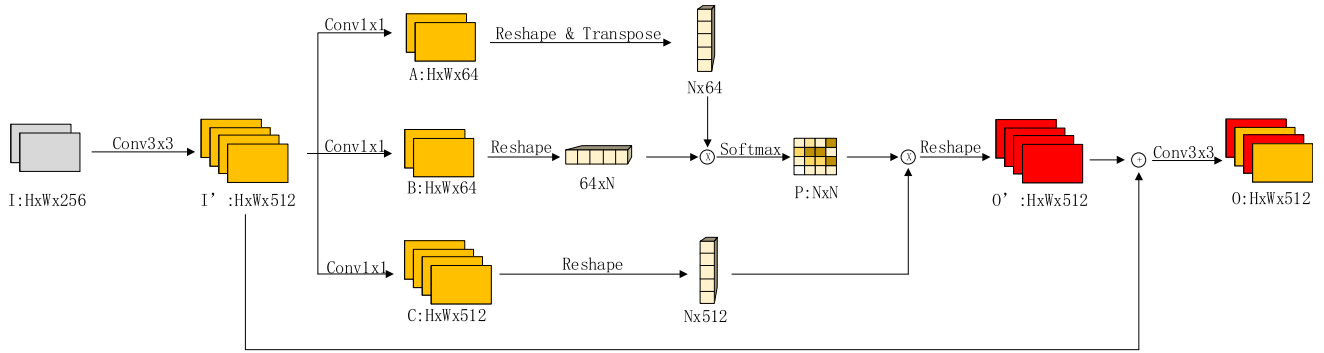 Conv1x1
Reshape & Transpose
A:HxWx64
Nx64
Conv3x3
Conv1x1
Reshape
x
Softmax
x
Reshape
+
Conv3x3
I:HxWx256
I’ :HxWx512
B:HxWx64
64xN
P:NxN
O’ :HxWx512
O:HxWx512
Conv1x1
Reshape
C:HxWx512
Nx512